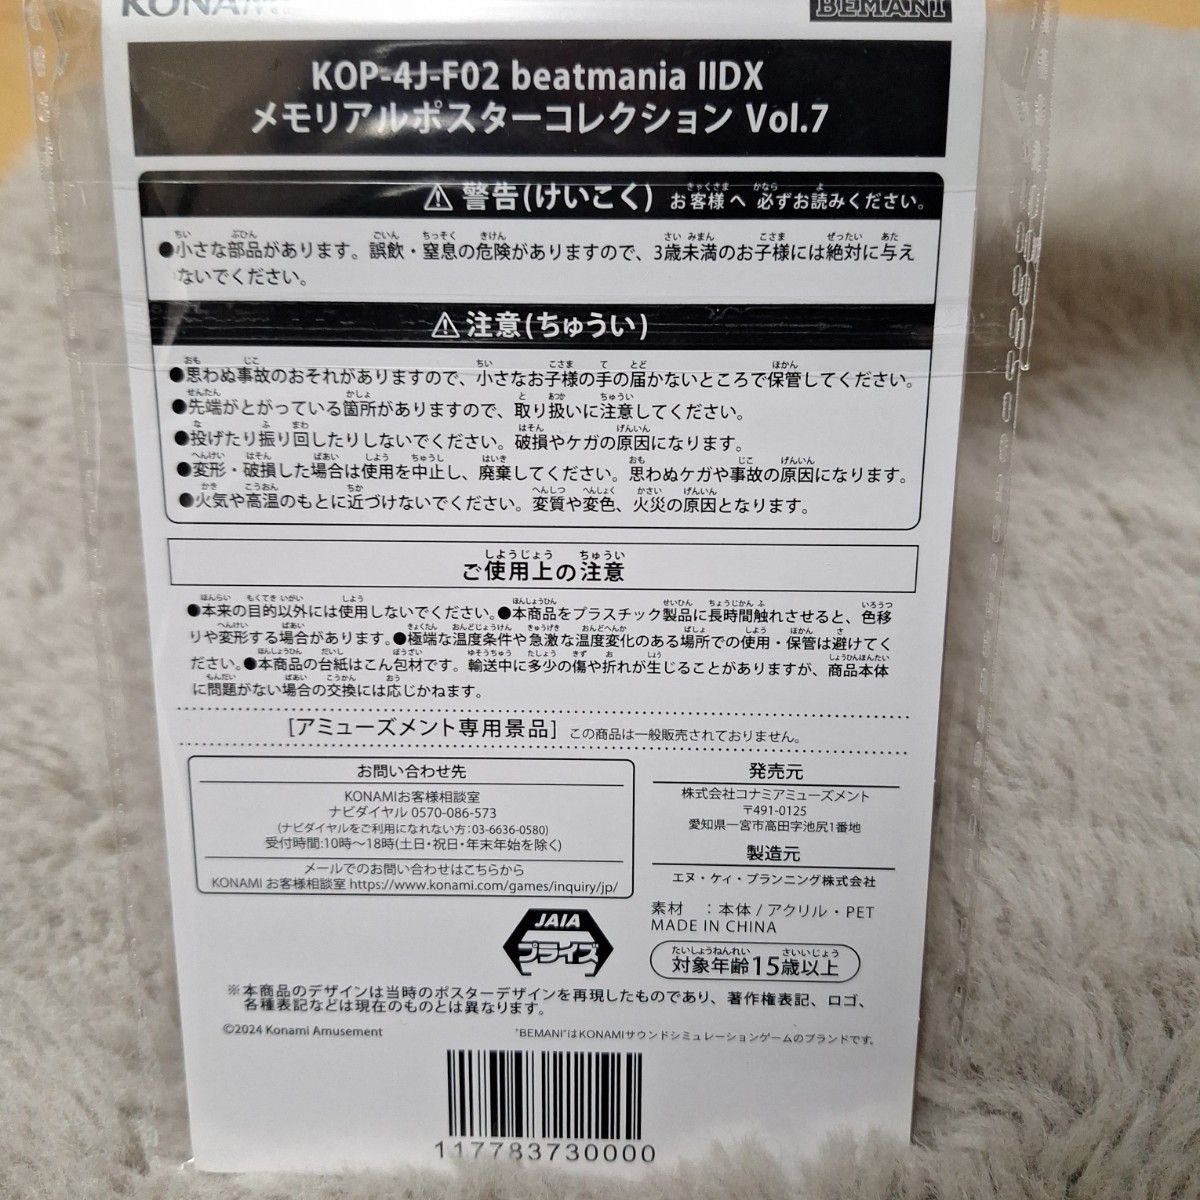 KONAMI
BEMANI
KOP-4J-F02 beatmania IIDX
メモリアルポスターコレクション Vol.7
⚠ 警告(けいこく) お客様へ 必ずお読みください。
●小さな部品があります。誤飲・窒息の危険がありますので、3歳未満のお子様には絶対に与え
ないでください。
⚠ 注意(ちゅうい)
●思わぬ事故のおそれがありますので、小さなお子様の手の届かないところで保管してください。
●先端がとがっている箇所がありますので、取り扱いに注意してください。
●投げたり振り回したりしないでください。破損やケガの原因になります。
●変形・破損した場合は使用を中止し、廃棄してください。思わぬケガや事故の原因になります。
●火気や高温のもとに近づけないでください。変質や変色、火災の原因となります。
ご使用上の注意
●本来の目的以外には使用しないでください。●本商品をプラスチック製品に長時間触れさせると、色移
りや変形する場合があります。●極端な温度条件や急激な温度変化のある場所での使用・保管は避けてく
ださい。●本商品の台紙はこん包材です。輸送中に多少の傷や折れが生じることがありますが、商品本体
に問題がない場合の交換には応じかねます。
[アミューズメント専用景品] この商品は一般販売されておりません。
お問い合わせ先
KONAMIお客様相談室
ナビダイヤル 0570-086-573
(ナビダイヤルをご利用になれない方:03-6636-0580)
受付時間:10時～18時(土日・祝日・年末年始を除く)
メールでのお問い合わせはこちらから
KONAMI お客様相談室 https://www.konami.com/games/inquiry/jp/
発売元
株式会社コナミアミューズメント
〒491-0125
愛知県一宮市高田字池尻1番地
製造元
エヌ・ケイ・プランニング株式会社
素材 :本体/アクリル・PET
MADE IN CHINA
JAIA
プライズ
対象年齢15歳以上
※本商品のデザインは当時のポスターデザインを再現したものであり、著作権表記、ロゴ、
各種表記などは現在のものとは異なります。
©2024 Konami Amusement
"BEMANI"はKONAMIサウンドシミュレーションゲームのブランドです。
117783730000